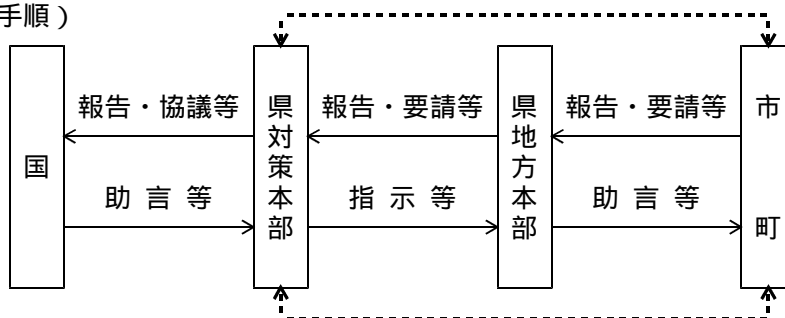 手順）
報告・協議等
報告・要請等
報告・要請等
国
県対策本部
県地方本部
市町
助言等
指示等
助言等